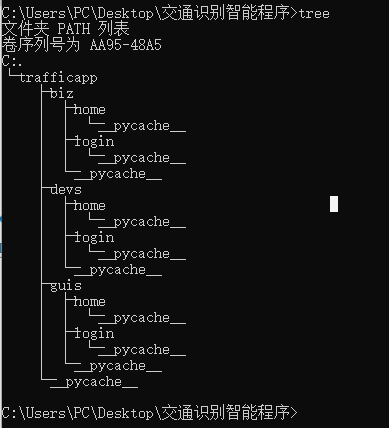 C:\Users\PC\Desktop\交通识别智能程序>tree
文件夹 PATH 列表
卷序列号为 AA95-48A5
C:.
└─trafficapp
    ├─biz
    │  ├─home
    │  │  └─__pycache__
    │  ├─login
    │  │  └─__pycache__
    │  └─__pycache__
    ├─devs
    │  ├─home
    │  │  └─__pycache__
    │  ├─login
    │  │  └─__pycache__
    │  └─__pycache__
    ├─guis
    │  ├─home
    │  │  └─__pycache__
    │  ├─login
    │  │  └─__pycache__
    │  └─__pycache__
    └─__pycache__
C:\Users\PC\Desktop\交通识别智能程序>